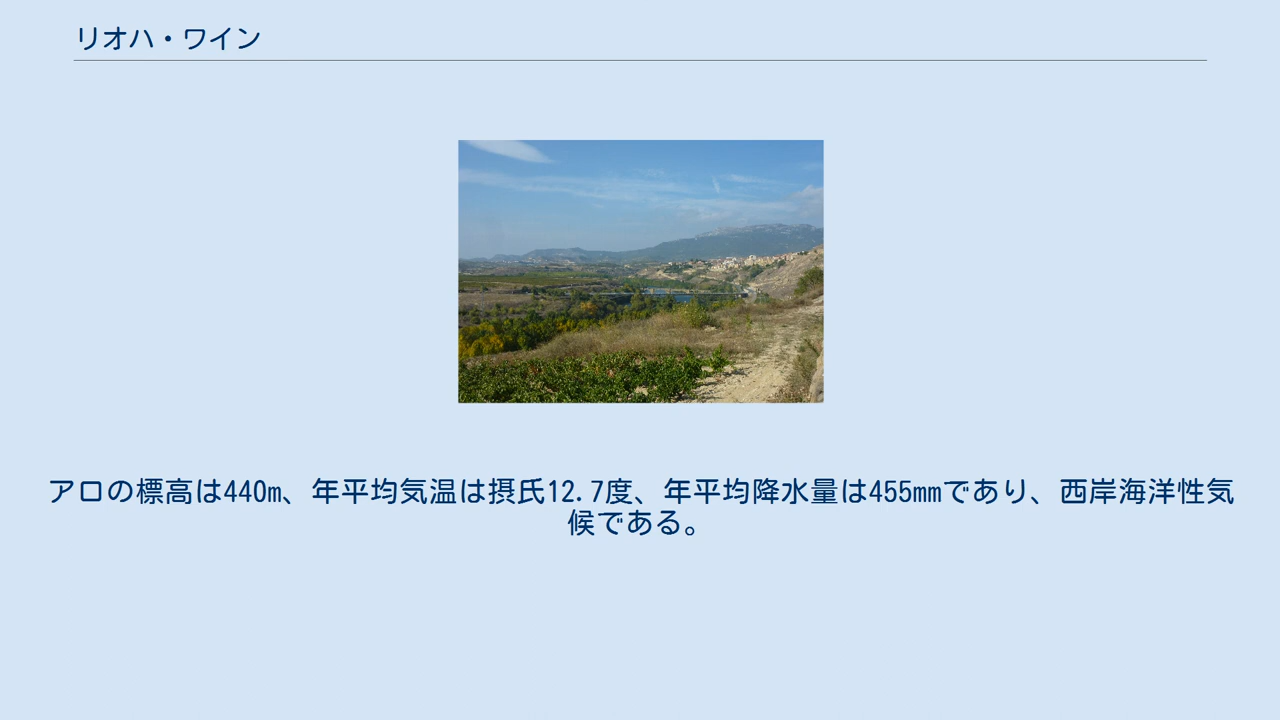 リオハ・ワイン
アロの標高は440m、年平均気温は摂氏12.7度、年平均降水量は455mmであり、西岸海洋性気
候である。